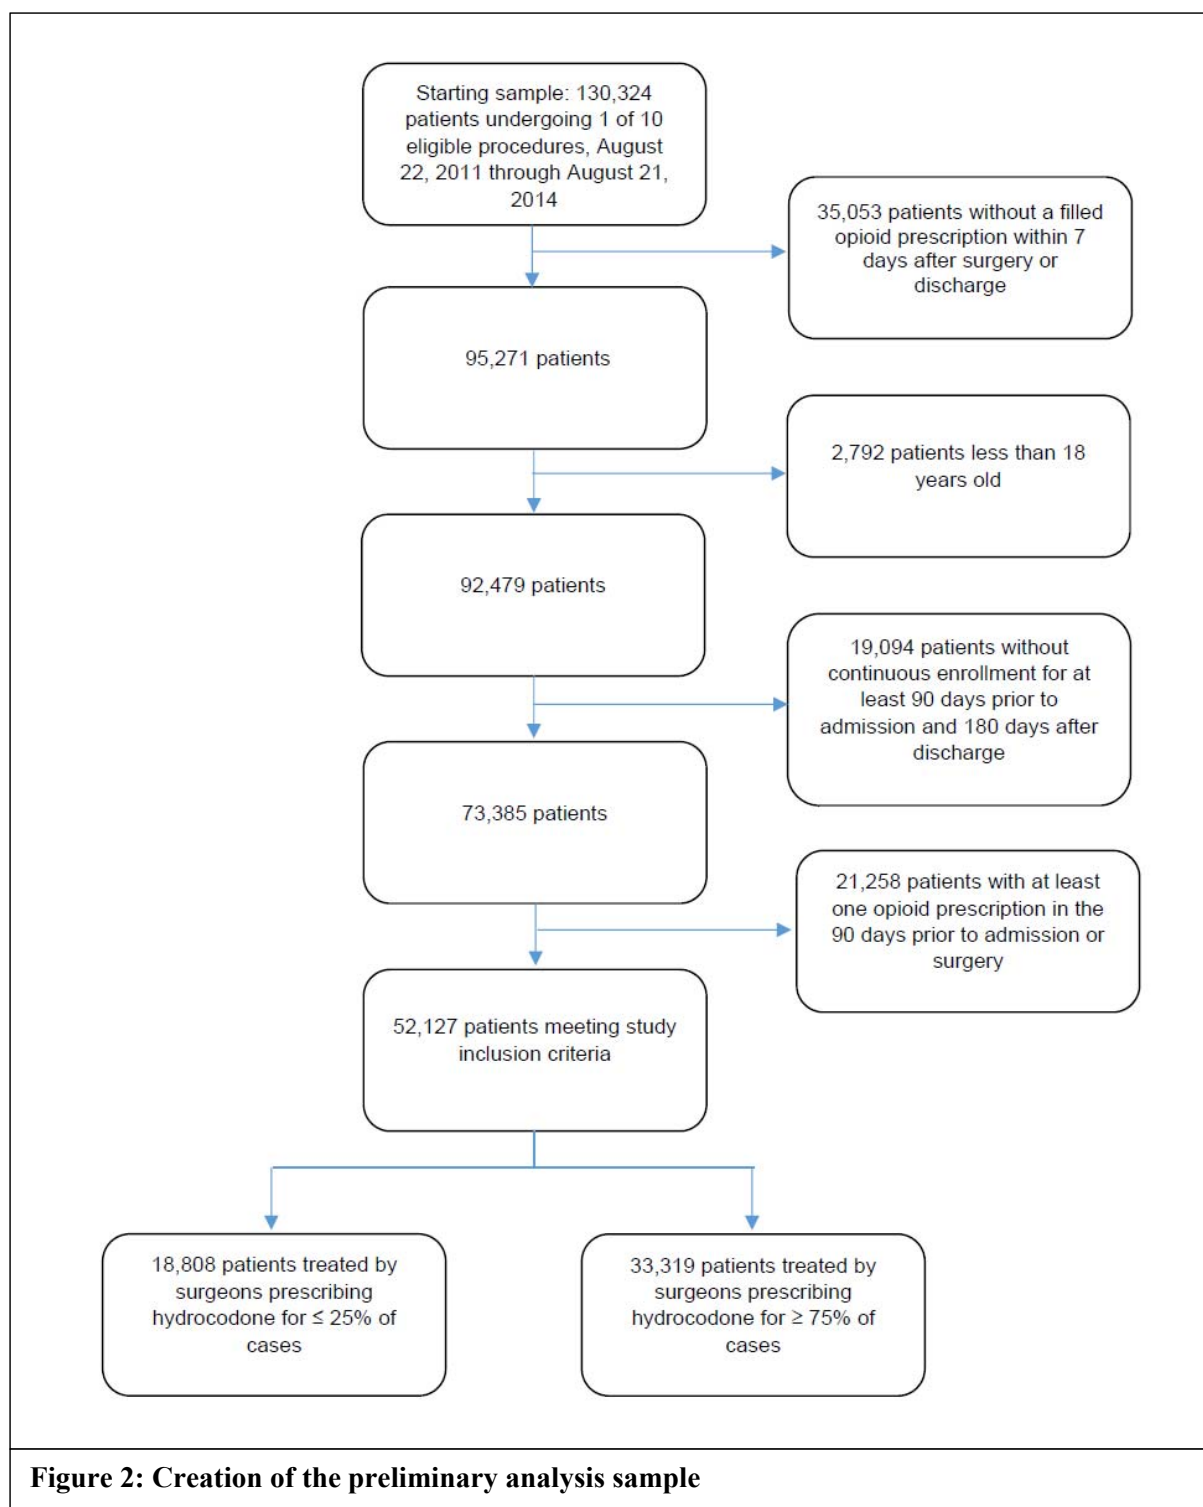 Starting sample: 130,324
patients undergoing 1 of 10
eligible procedures, August
22, 2011 through August 21,
2014
35,053 patients without a filled
opioid prescription within 7
days after surgery or
discharge
95,271 patients
2,792 patients less than 18
years old
92,479 patients
19,094 patients without
continuous enrollment for at
least 90 days prior to
admission and 180 days after
discharge
73,385 patients
21,258 patients with at least
one opioid prescription in the
90 days prior to admission or
surgery
52,127 patients meeting study
inclusion criteria
18,808 patients treated by
surgeons prescribing
hydrocodone for ≤ 25% of
cases
33,319 patients treated by
surgeons prescribing
hydrocodone for ≥ 75% of
cases
Figure 2: Creation of the preliminary analysis sample